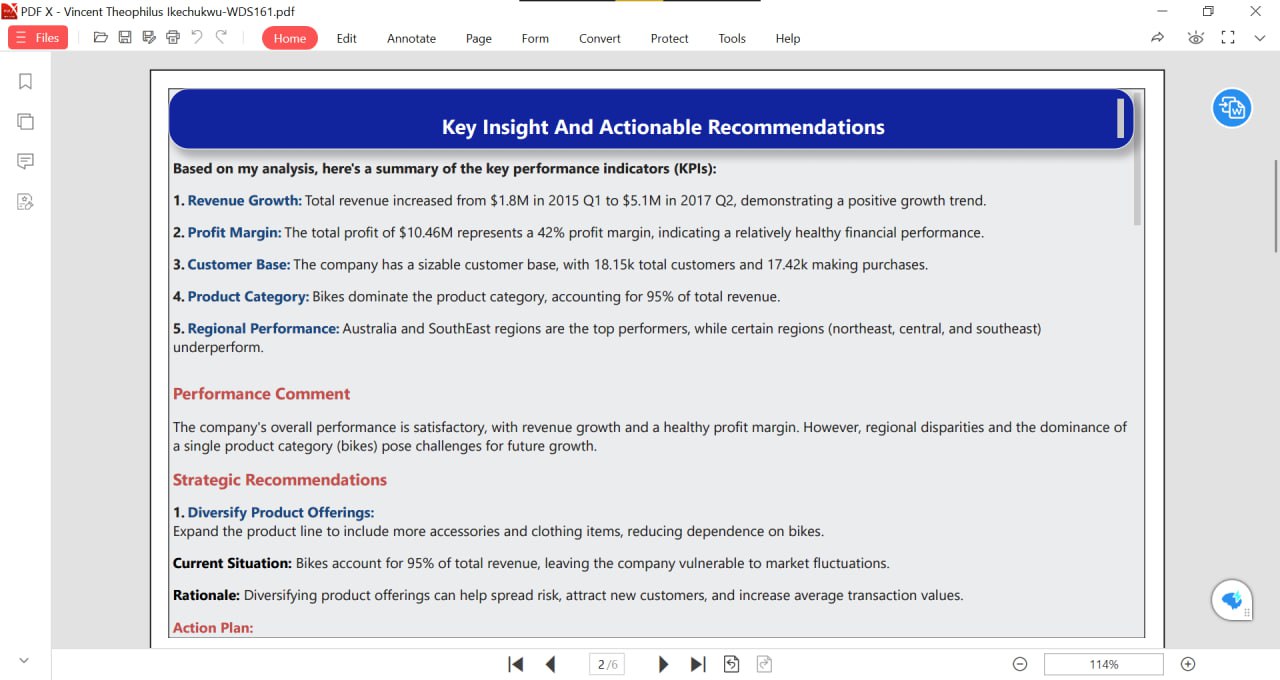 PDF X - Vincent Theophilus Ikechukwu-WDS161.pdf
Files
Home
Edit
Annotate
Page
Form
Convert
Protect
Tools
Help
Key Insight And Actionable Recommendations
Based on my analysis, here's a summary of the key performance indicators (KPIs):
1. Revenue Growth: Total revenue increased from $1.8M in 2015 Q1 to $5.1M in 2017 Q2, demonstrating a positive growth trend.
2. Profit Margin: The total profit of $10.46M represents a 42% profit margin, indicating a relatively healthy financial performance.
3. Customer Base: The company has a sizable customer base, with 18.15k total customers and 17.42k making purchases.
4. Product Category: Bikes dominate the product category, accounting for 95% of total revenue.
5. Regional Performance: Australia and SouthEast regions are the top performers, while certain regions (northeast, central, and southeast)
underperform.
Performance Comment
The company's overall performance is satisfactory, with revenue growth and a healthy profit margin. However, regional disparities and the dominance of
a single product category (bikes) pose challenges for future growth.
Strategic Recommendations
1. Diversify Product Offerings:
Expand the product line to include more accessories and clothing items, reducing dependence on bikes.
Current Situation: Bikes account for 95% of total revenue, leaving the company vulnerable to market fluctuations.
Rationale: Diversifying product offerings can help spread risk, attract new customers, and increase average transaction values.
Action Plan:
2/6
114%